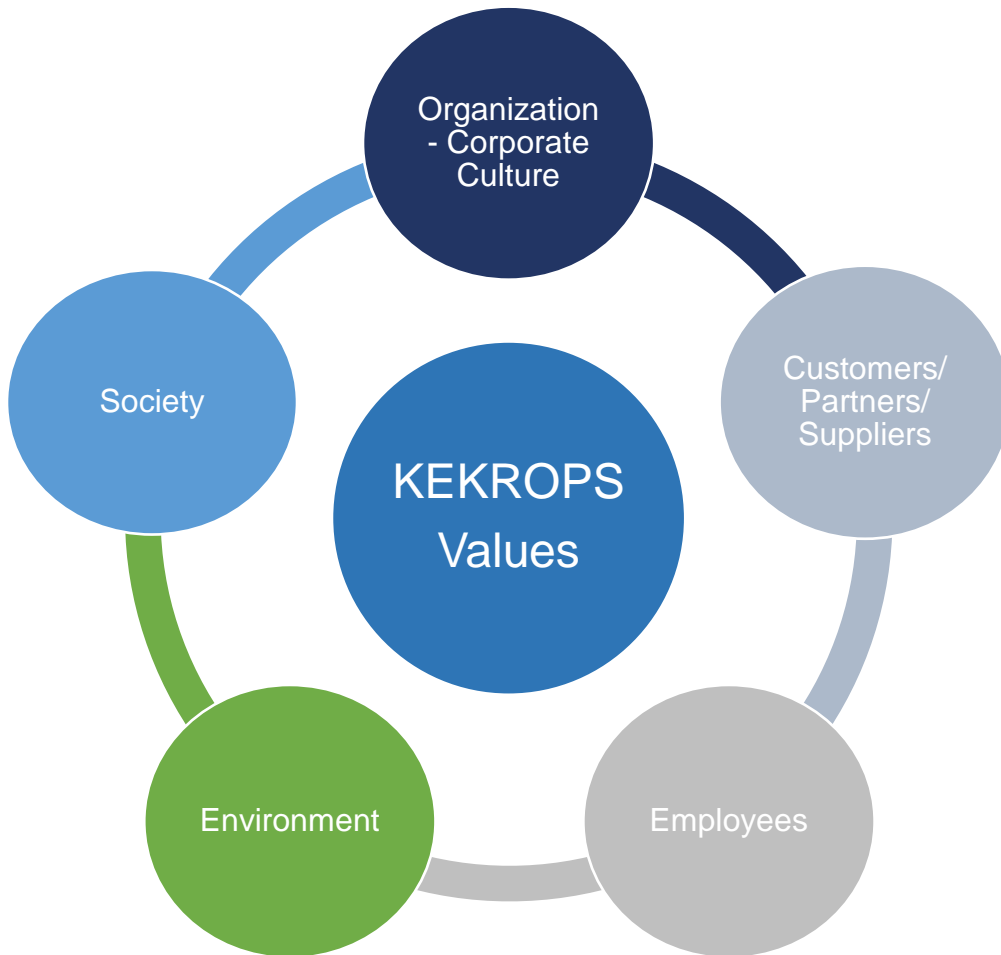 Organization
- Corporate
Culture
Customers/
Partners/
Suppliers
Society
KEKROPS
Values
Environment
Employees